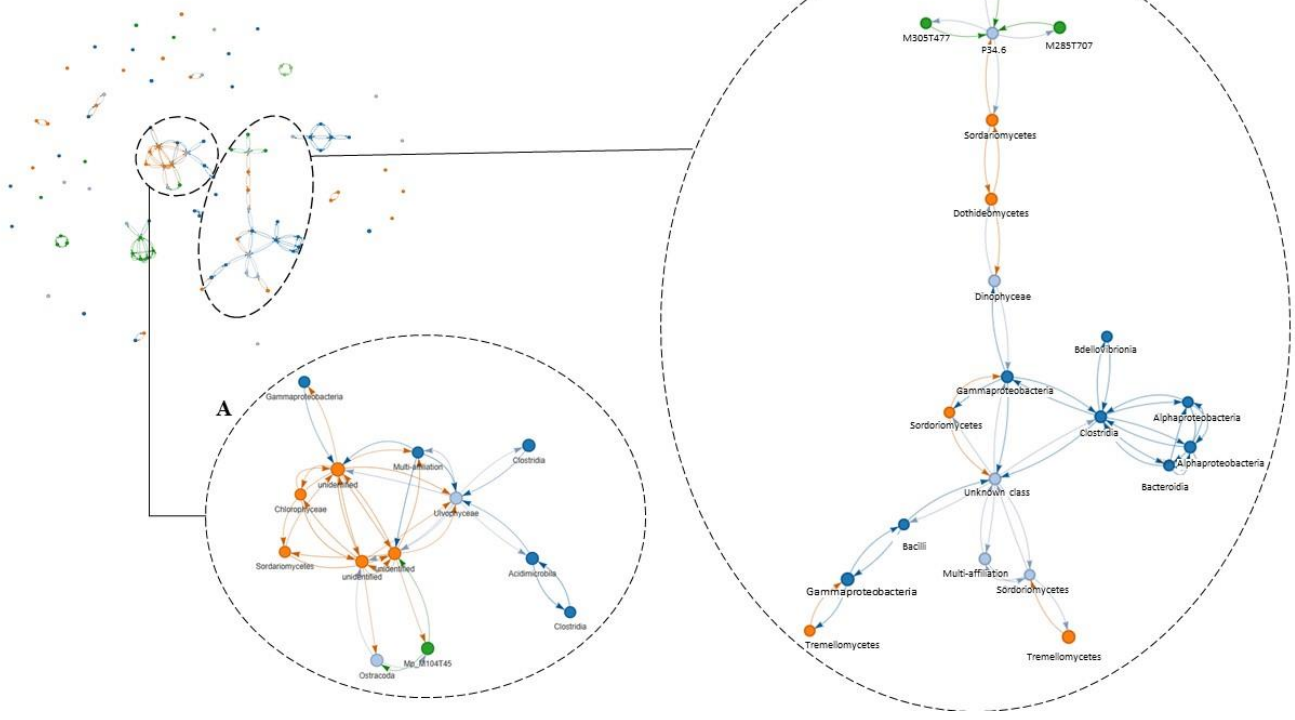 M305T477
P34.6
M285T707
Sordariomycetes
Dothideomycetes
Dinophyceae
Bdellovibrionia
Gammaproteobacteria
Alphaproteobacteria
Sordoriomycetes
Clostridia
Alphaproteobacteria
Bacteroidia
Unknown class
Bacilli
Multi-affiliation
Sordoriomycetes
Gammaproteobacteria
Tremellomycetes
Tremellomycetes
A
Gammaproteobacteria
Multi-affiliation
Clostridia
unidentified
Chlorophyceae
Ulvophyceae
Sordariomycetes
unidentified
unidentified
Acidimicrobiia
Clostridia
Mp_M104T45
Ostracoda